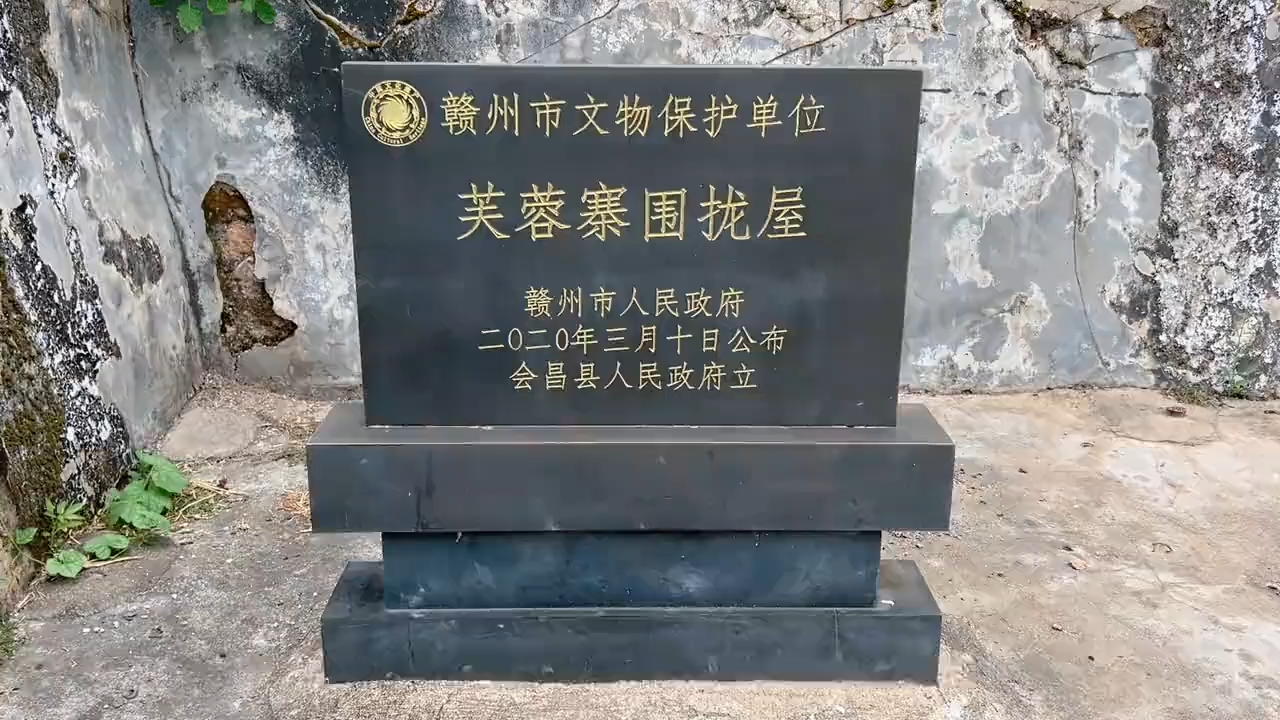 赣州市文物保护单位
芙蓉寨围拢屋
赣州市人民政府
二〇二〇年三月十日公布
会昌县人民政府立